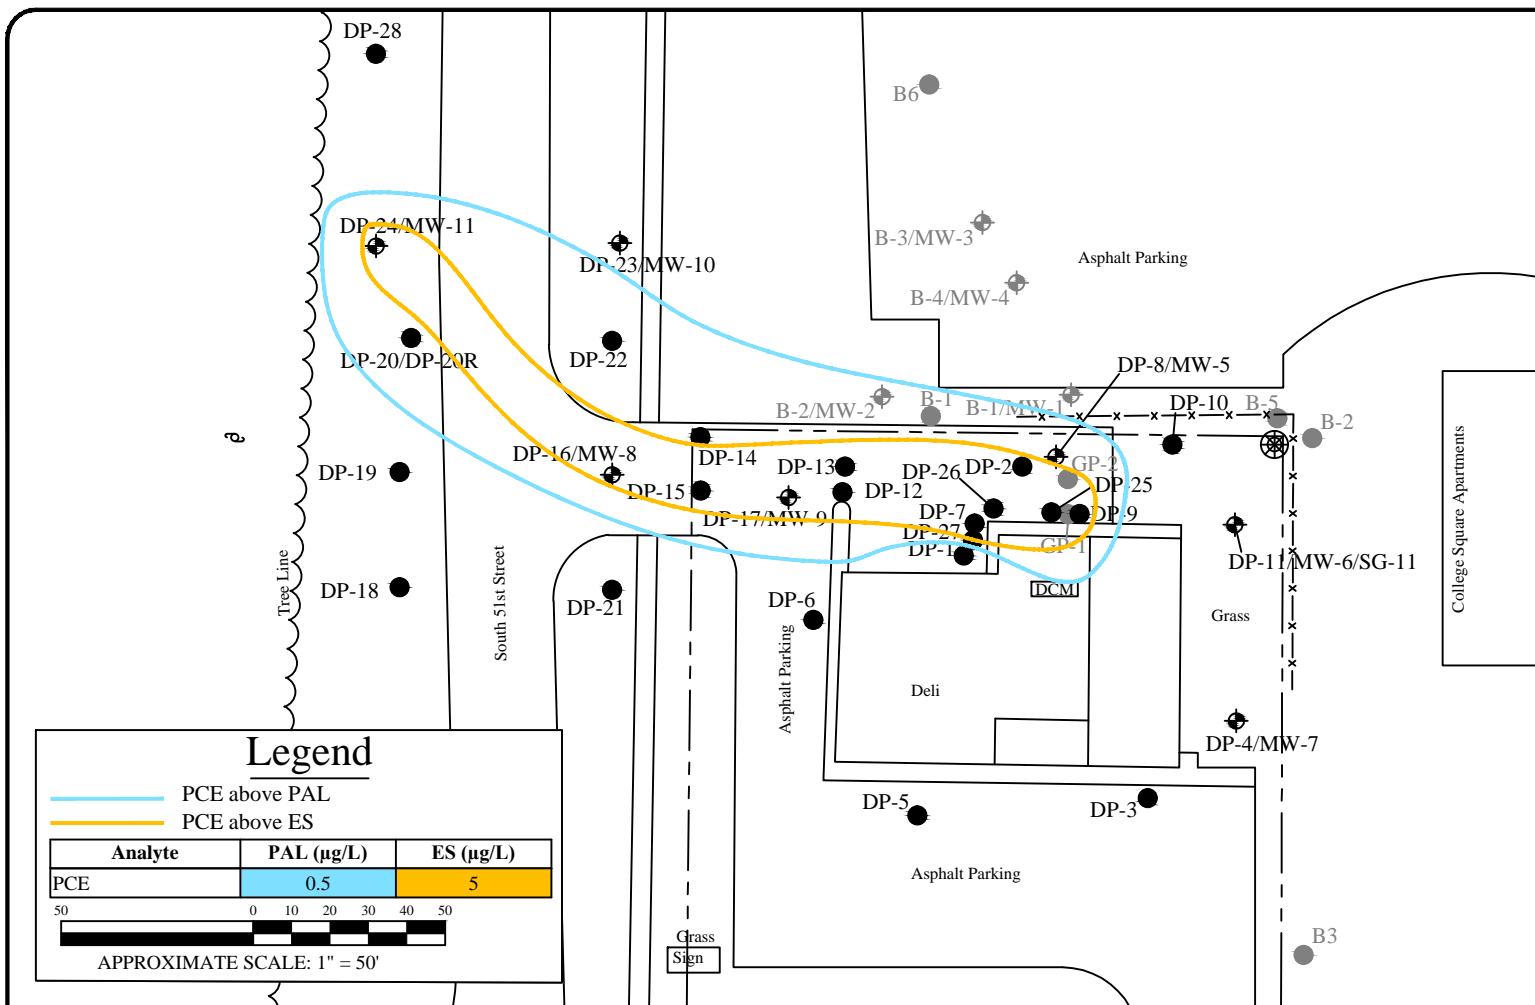 DP-28
B6
DP-24/MW-11
DP-23/MW-10
B-3/MW-3
Asphalt Parking
B-4/MW-4
DP-20/DP-20R
DP-22
DP-8/MW-5
B-2/MW-2
B-1
B-1/MW-1
DP-10
B-5
B-2
DP-16/MW-8
DP-14
DP-13
DP-26
DP-2
GP-2
DP-19
DP-15
DP-12
DP-25
DP-17/MW-9
DP-7
DP-9
DP-27
GP-1
DP-1
DP-11/MW-6/SG-11
College Square Apartments
Tree Line
South 51st Street
DP-18
DP-21
DP-6
DCM
Grass
Asphalt Parking
Deli
DP-4/MW-7
DP-5
DP-3
Asphalt Parking
B3
Grass
Sign
Legend
PCE above PAL
PCE above ES
Analyte PAL (µg/L) ES (µg/L)
PCE 0.5 5
50 0 10 20 30 40 50
APPROXIMATE SCALE: 1" = 50'